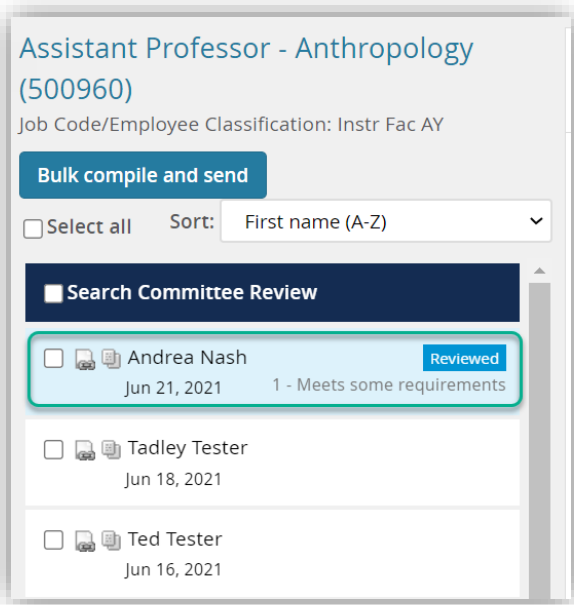 Assistant Professor - Anthropology
(500960)
Job Code/Employee Classification: Instr Fac AY
Bulk compile and send
Select all Sort: First name (A-Z)
Search Committee Review
Andrea Nash Reviewed
Jun 21, 2021 1 - Meets some requirements
Tadley Tester
Jun 18, 2021
Ted Tester
Jun 16, 2021